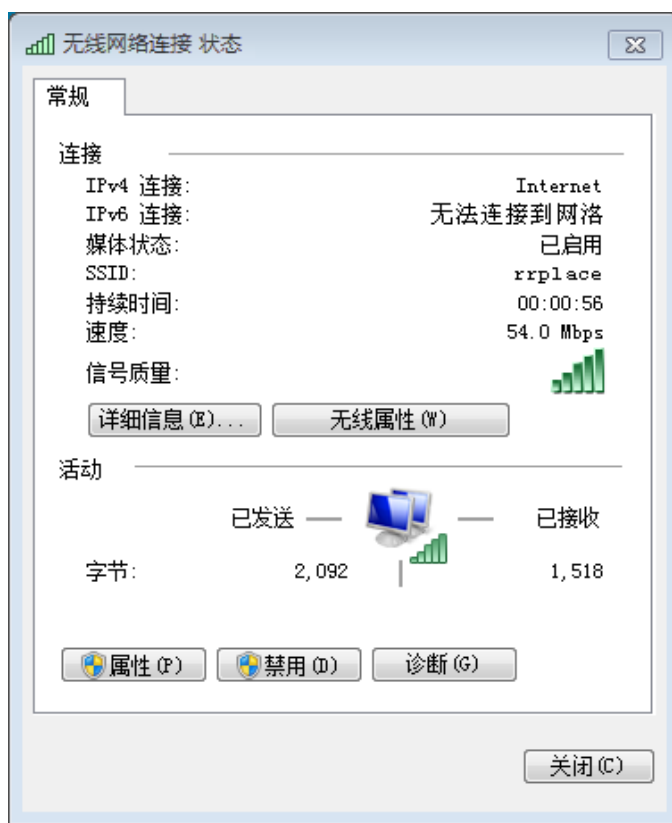 无线网络连接 状态
常规
连接
IPv4 连接: Internet
IPv6 连接: 无法连接到网洛
媒体状态: 已启用
SSID: rrplace
持续时间: 00:00:56
速度: 54.0 Mbps
信号质量:
详细信息(E)... 无线属性(W)
活动
已发送 — — 已接收
字节: 2,092 | 1,518
属性(P) 禁用(D) 诊断(G)
关闭(C)